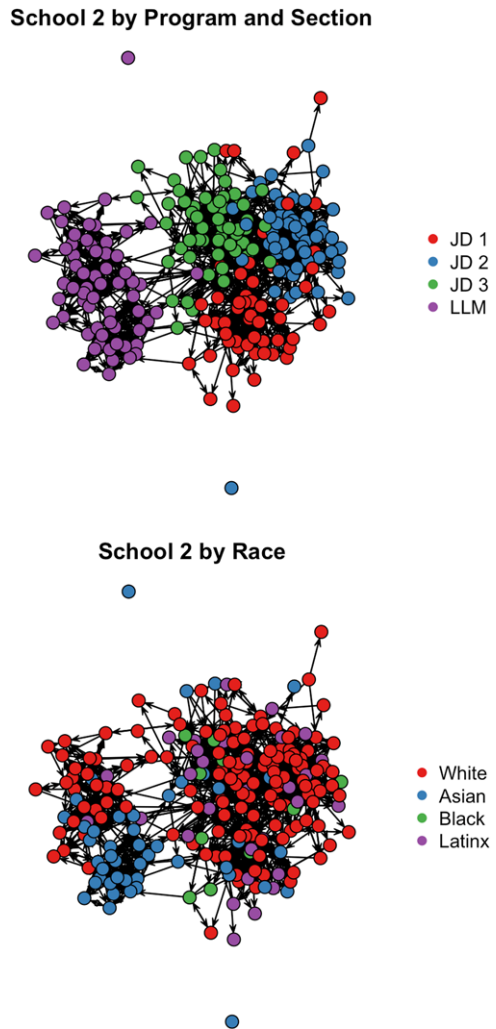 School 2 by Program and Section
JD 1
JD 2
JD 3
LLM
School 2 by Race
White
Asian
Black
Latinx